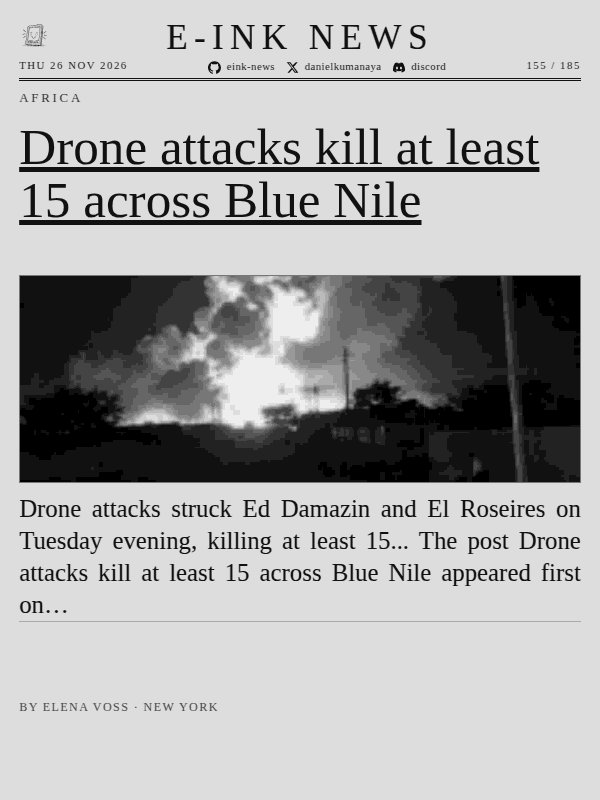 E-INK NEWS
THU 26 NOV 2026
eink-news danielkumanaya discord
155 / 185
AFRICA
Drone attacks kill at least
15 across Blue Nile
Drone attacks struck Ed Damazin and El Roseires on
Tuesday evening, killing at least 15... The post Drone
attacks kill at least 15 across Blue Nile appeared first
on…
BY ELENA VOSS · NEW YORK